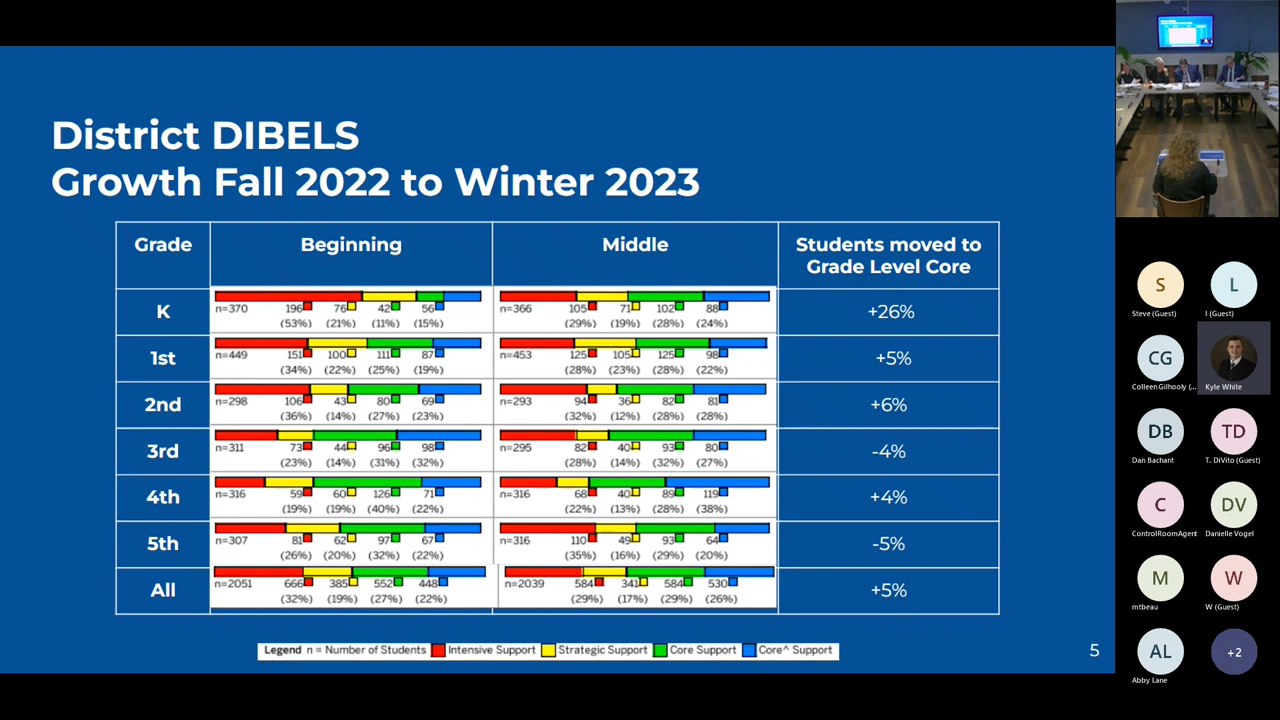 District DIBELS
Growth Fall 2022 to Winter 2023
Grade Beginning Middle Students moved to
Grade Level Core
K n=370 196 76 42 56 n=366 105 71 102 88 +26%
(53%) (21%) (11%) (15%) (29%) (19%) (28%) (24%)
1st n=449 151 100 111 87 n=453 125 105 125 98 +5%
(34%) (22%) (25%) (19%) (28%) (23%) (28%) (22%)
2nd n=298 106 43 80 69 n=293 94 36 82 81 +6%
(36%) (14%) (27%) (23%) (32%) (12%) (28%) (28%)
3rd n=311 73 44 96 98 n=295 82 40 93 80 -4%
(23%) (14%) (31%) (32%) (28%) (14%) (32%) (27%)
4th n=316 59 60 126 71 n=316 68 40 89 119 +4%
(19%) (19%) (40%) (22%) (22%) (13%) (28%) (38%)
5th n=307 81 62 97 67 n=316 110 49 93 64 -5%
(26%) (20%) (32%) (22%) (35%) (16%) (29%) (20%)
All n=2051 666 385 552 448 n=2039 584 341 584 530 +5%
(32%) (19%) (27%) (22%) (29%) (17%) (29%) (26%)
Legend n = Number of Students Intensive Support Strategic Support Core Support Core^ Support
5
S L
Steve (Guest) l (Guest)
CG
Colleen Gilhooly (... Kyle White
DB TD
Dan Bachant T. DiVito (Guest)
C DV
ControlRoomAgent Danielle Vogel
M W
mtbeau W (Guest)
AL +2
Abby Lane